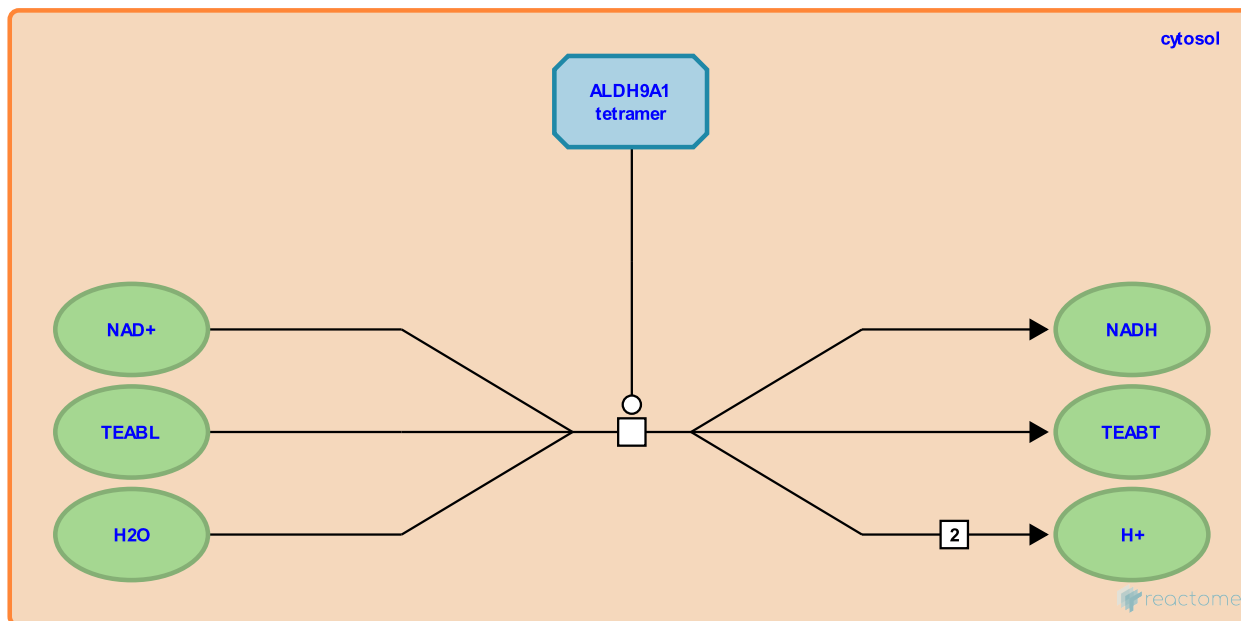 cytosol
ALDH9A1
tetramer
NAD+
NADH
TEABL
TEABT
H2O
2
H+
reactome